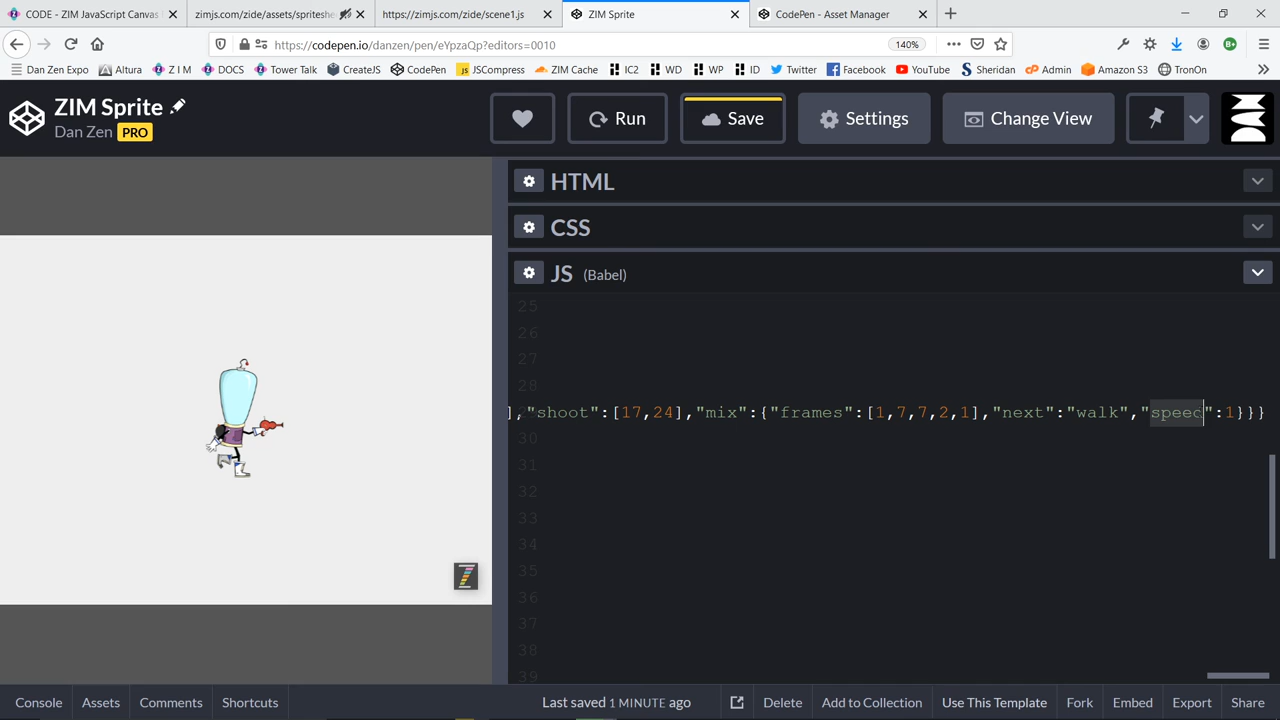 CODE - ZIM JavaScript Canvas
zimjs.com/zide/assets/spriteshe
https://zimjs.com/zide/scene1.js
ZIM Sprite
CodePen - Asset Manager
https://codepen.io/danzen/pen/eYpzaQp?editors=0010
140%
Dan Zen Expo
Altura
Z I M
DOCS
Tower Talk
CreateJS
CodePen
JSCompress
ZIM Cache
IC2
WD
WP
ID
Twitter
Facebook
YouTube
Sheridan
Admin
Amazon S3
TronOn
ZIM Sprite
Dan Zen PRO
Run
Save
Settings
Change View
HTML
CSS
JS (Babel)
25
26
27
28
],"shoot":[17,24],"mix":{"frames":[1,7,7,2,1],"next":"walk","speed":1}}}
30
31
32
33
34
35
36
37
38
39
Console
Assets
Comments
Shortcuts
Last saved 1 MINUTE ago
Delete
Add to Collection
Use This Template
Fork
Embed
Export
Share